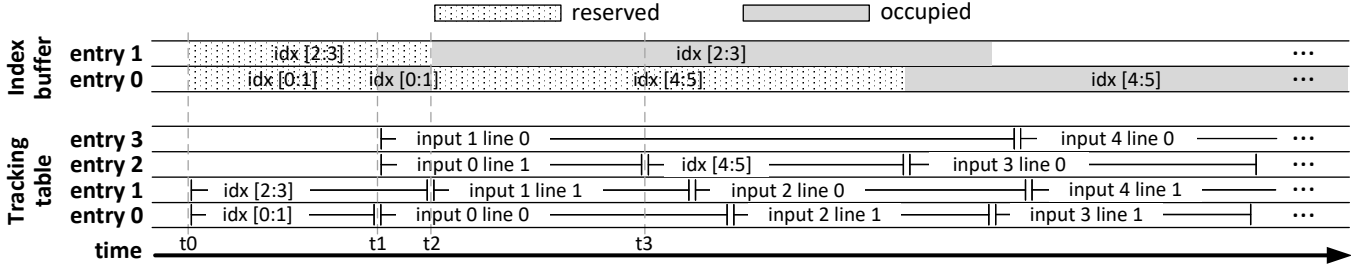 reserved occupied
Index buffer
entry 1 idx [2:3] idx [2:3] ...
entry 0 idx [0:1] idx [0:1] idx [4:5] idx [4:5] ...
Tracking table
entry 3 input 1 line 0 input 4 line 0 ...
entry 2 input 0 line 1 idx [4:5] input 3 line 0 ...
entry 1 idx [2:3] input 1 line 1 input 2 line 0 input 4 line 1 ...
entry 0 idx [0:1] input 0 line 0 input 2 line 1 input 3 line 1 ...
time t0 t1 t2 t3